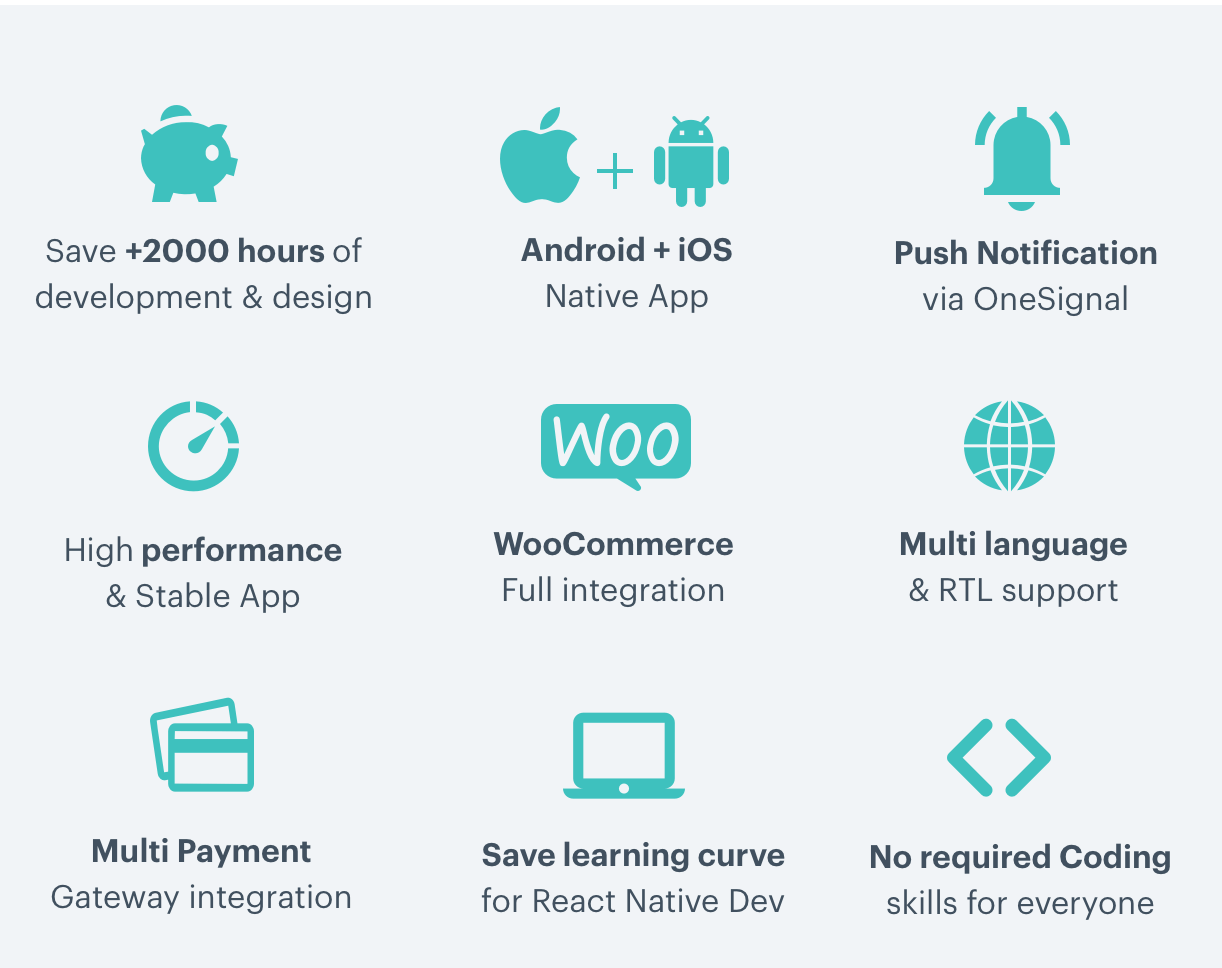 Save +2000 hours of
development & design
Android + iOS
Native App
Push Notification
via OneSignal
High performance
& Stable App
Woo
WooCommerce
Full integration
Multi language
& RTL support
Multi Payment
Gateway integration
Save learning curve
for React Native Dev
No required Coding
skills for everyone